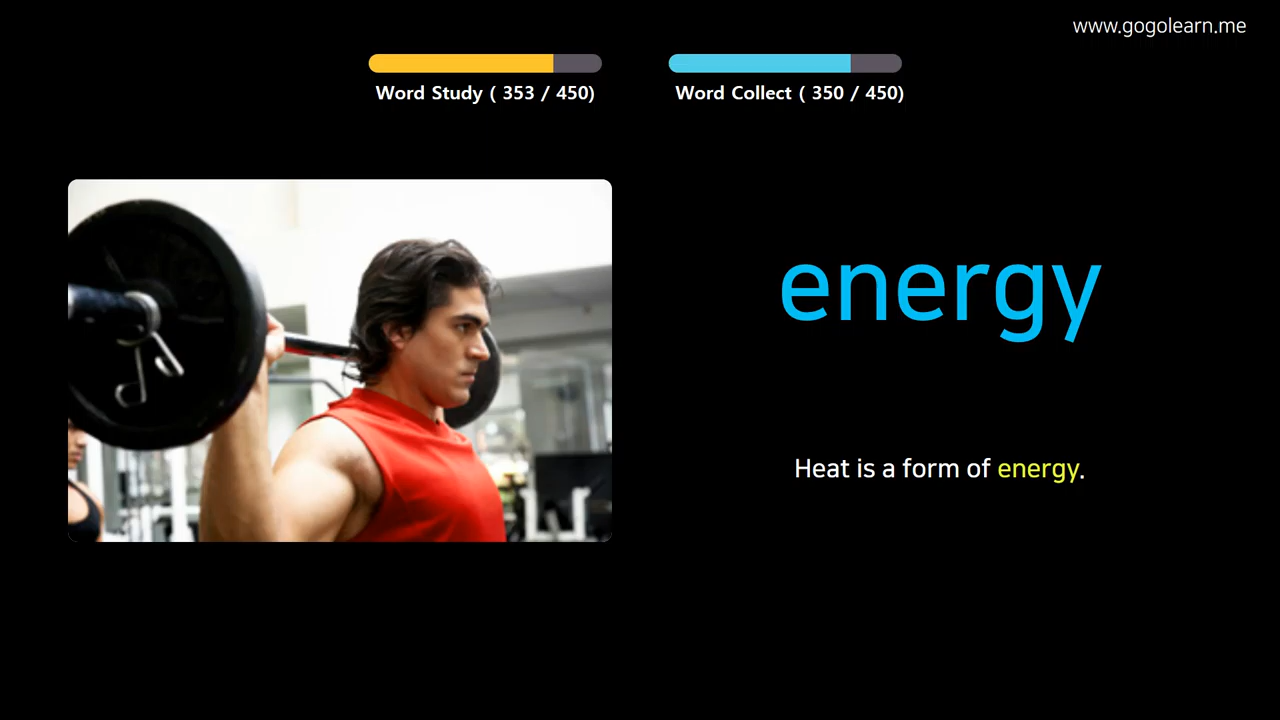 www.gogolearn.me
Word Study ( 353 / 450)
Word Collect ( 350 / 450)
energy
Heat is a form of energy.